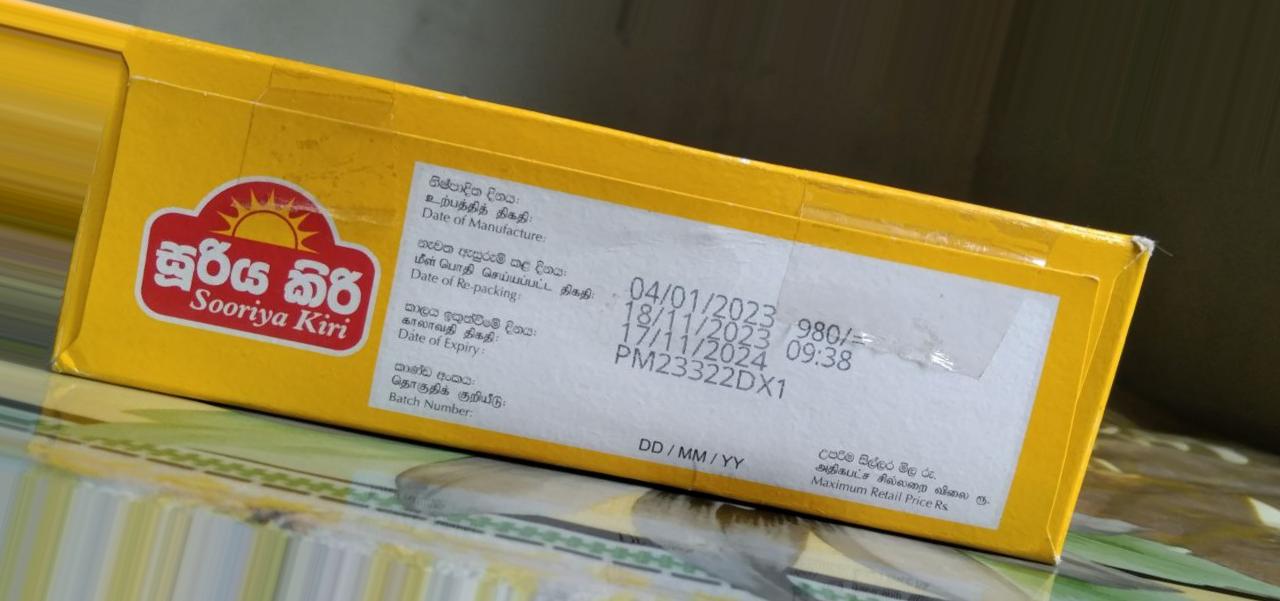 සූරිය කිරි
Sooriya Kiri
නිෂ්පාදිත දිනය:
உற்பத்தித் திகதி:
Date of Manufacture:
නැවත ඇසුරුම් කළ දිනය:
மீள் பொதி செய்யப்பட்ட திகதி:
Date of Re-packing:
කාලය ඉකුත්වීමේ දිනය:
காலாவதி திகதி:
Date of Expiry:
කාණ්ඩ අංකය:
தொகுதிக் குறியீடு:
Batch Number:
04/01/2023 980/=
18/11/2023 09:38
17/11/2024
PM23322DX1
DD / MM / YY
උපරිම සිල්ලර මිල රු.
அதிகபட்ச சில்லறை விலை ரூ.
Maximum Retail Price Rs.